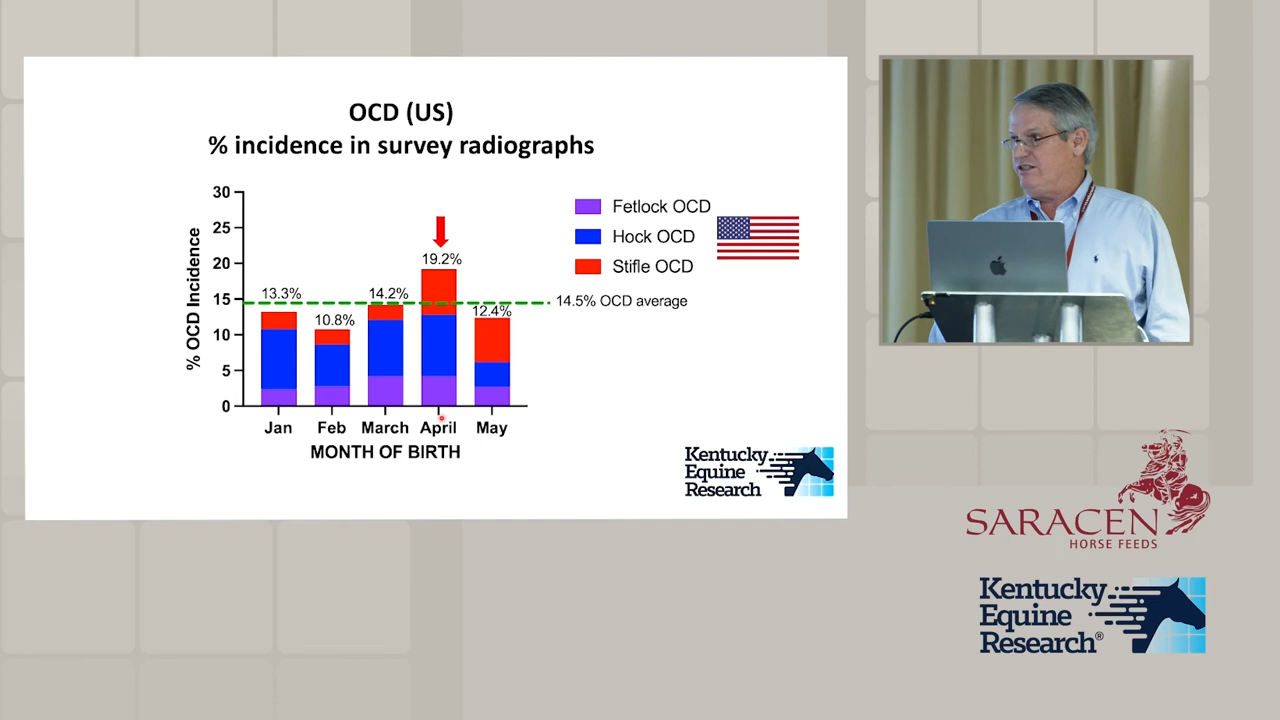 OCD (US)
% incidence in survey radiographs
% OCD Incidence
30
25
20
15
10
5
0
13.3%
10.8%
14.2%
19.2%
12.4%
14.5% OCD average
Fetlock OCD
Hock OCD
Stifle OCD
Jan Feb March April May
MONTH OF BIRTH
Kentucky
Equine
Research
SARACEN
HORSE FEEDS
Kentucky
Equine
Research®